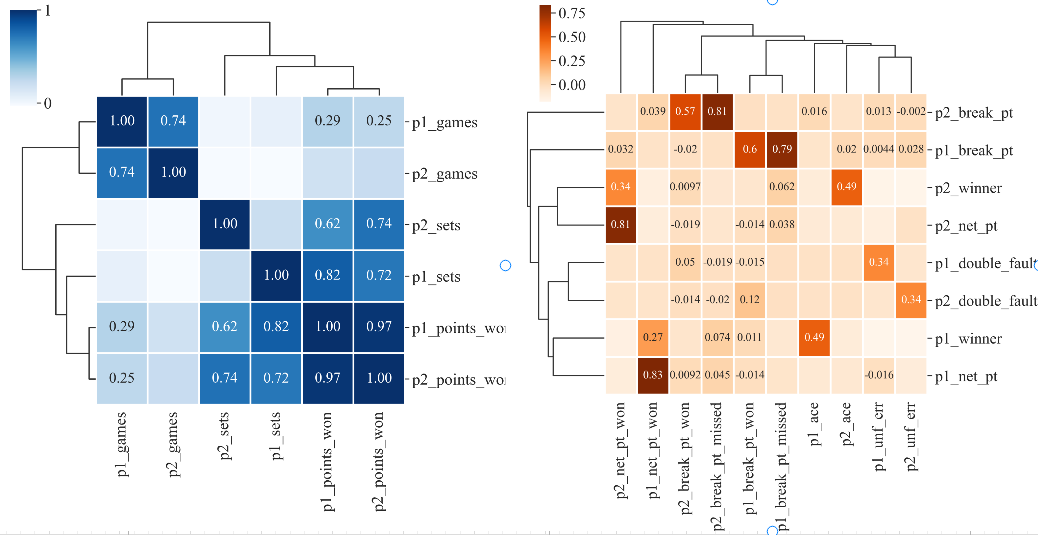 1
0
1.00 0.74 0.29 0.25 p1_games
0.74 1.00 p2_games
1.00 0.62 0.74 p2_sets
1.00 0.82 0.72 p1_sets
0.29 0.62 0.82 1.00 0.97 p1_points_wo
0.25 0.74 0.72 0.97 1.00 p2_points_wo
p1_games
p2_games
p2_sets
p1_sets
p1_points_won
p2_points_won
0.75
0.50
0.25
0.00
0.039 0.57 0.81 0.016 0.013 -0.002 p2_break_pt
0.032 -0.02 0.6 0.79 0.02 0.0044 0.028 p1_break_pt
0.34 0.0097 0.062 0.49 p2_winner
0.81 -0.019 -0.014 0.038 p2_net_pt
0.05 -0.019 -0.015 0.34 p1_double_fault
-0.014 -0.02 0.12 0.34 p2_double_fault
0.27 0.074 0.011 0.49 p1_winner
0.83 0.0092 0.045 -0.014 -0.016 p1_net_pt
p2_net_pt_won
p1_net_pt_won
p2_break_pt_won
p2_break_pt_missed
p1_break_pt_won
p1_break_pt_missed
p1_ace
p2_ace
p1_unf_err
p2_unf_err